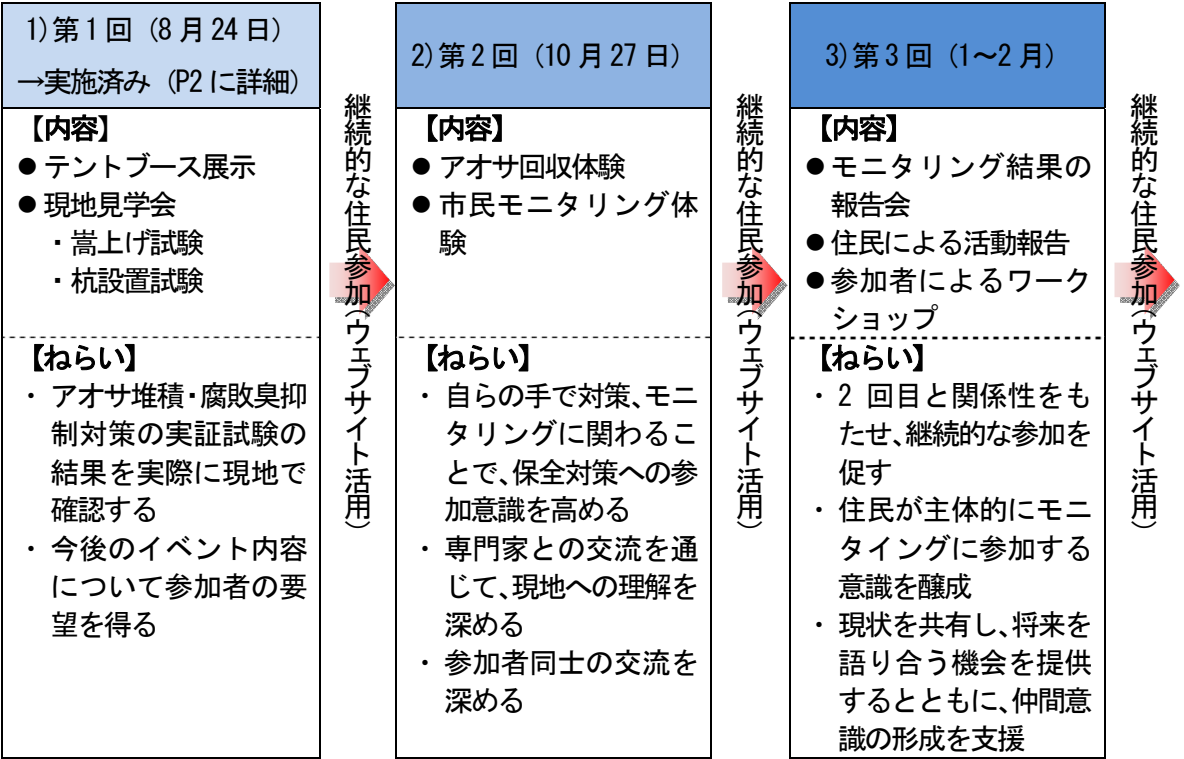 1)第1回（8月24日）
→実施済み（P2に詳細）
【内容】
● テントブース展示
● 現地見学会
・嵩上げ試験
・杭設置試験
【ねらい】
・ アオサ堆積・腐敗臭抑
制対策の実証試験の
結果を実際に現地で
確認する
・ 今後のイベント内容
について参加者の要
望を得る
継続的な住民参加（ウェブサイト活用）
2)第2回（10月27日）
【内容】
● アオサ回収体験
● 市民モニタリング体
験
【ねらい】
・ 自らの手で対策、モニ
タリングに関わるこ
とで、保全対策への参
加意識を高める
・ 専門家との交流を通
じて、現地への理解を
深める
・ 参加者同士の交流を
深める
継続的な住民参加（ウェブサイト活用）
3)第3回（1～2月）
【内容】
● モニタリング結果の
報告会
● 住民による活動報告
● 参加者によるワーク
ショップ
【ねらい】
・ 2 回目と関係性をも
たせ、継続的な参加を
促す
・ 住民が主体的にモニ
タイングに参加する
意識を醸成
・ 現状を共有し、将来を
語り合う機会を提供
するとともに、仲間意
識の形成を支援
継続的な住民参加（ウェブサイト活用）